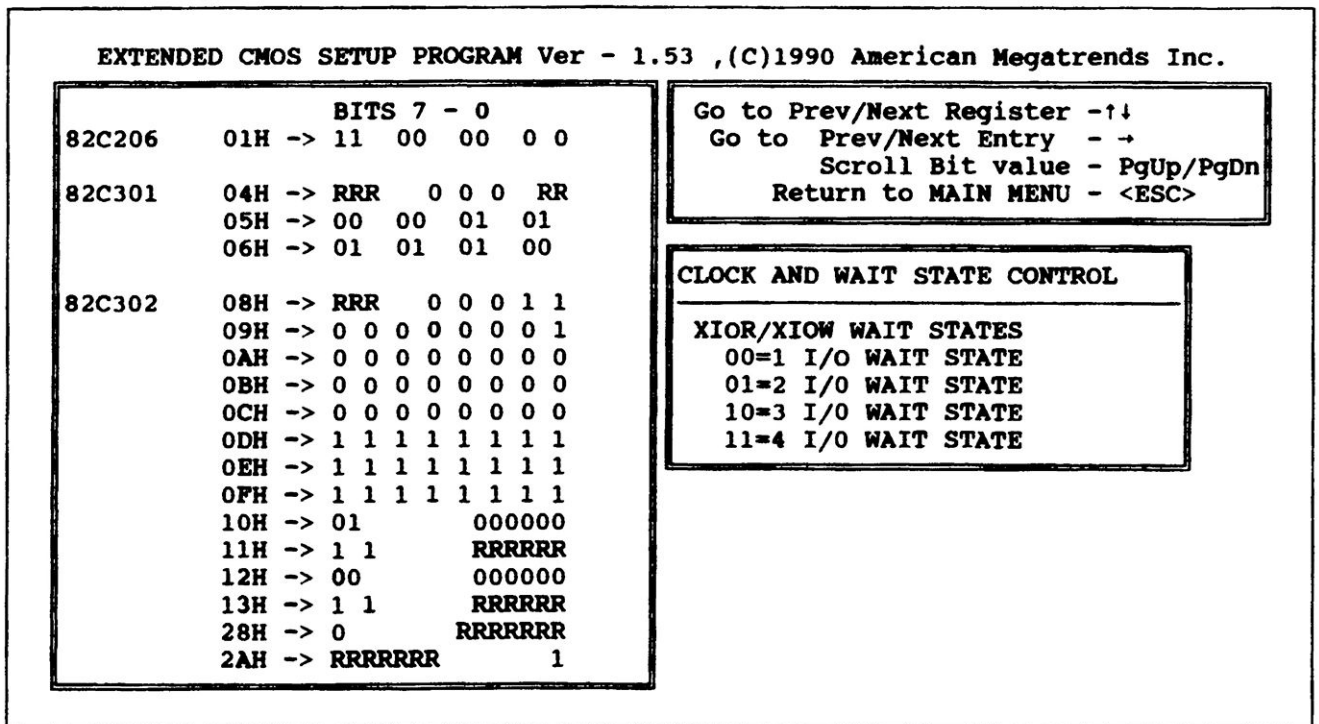 EXTENDED CMOS SETUP PROGRAM Ver - 1.53 ,(C)1990 American Megatrends Inc.
BITS 7 - 0
82C206 01H -> 11 00 00 0 0
82C301 04H -> RRR 0 0 0 RR
05H -> 00 00 01 01
06H -> 01 01 01 00
82C302 08H -> RRR 0 0 0 1 1
09H -> 0 0 0 0 0 0 0 1
0AH -> 0 0 0 0 0 0 0 0
0BH -> 0 0 0 0 0 0 0 0
0CH -> 0 0 0 0 0 0 0 0
0DH -> 1 1 1 1 1 1 1 1
0EH -> 1 1 1 1 1 1 1 1
0FH -> 1 1 1 1 1 1 1 1
10H -> 01 000000
11H -> 1 1 RRRRRR
12H -> 00 000000
13H -> 1 1 RRRRRR
28H -> 0 RRRRRRR
2AH -> RRRRRRR 1
Go to Prev/Next Register -↑↓
Go to Prev/Next Entry - →
Scroll Bit value - PgUp/PgDn
Return to MAIN MENU - <ESC>
CLOCK AND WAIT STATE CONTROL
XIOR/XIOW WAIT STATES
00=1 I/O WAIT STATE
01=2 I/O WAIT STATE
10=3 I/O WAIT STATE
11=4 I/O WAIT STATE